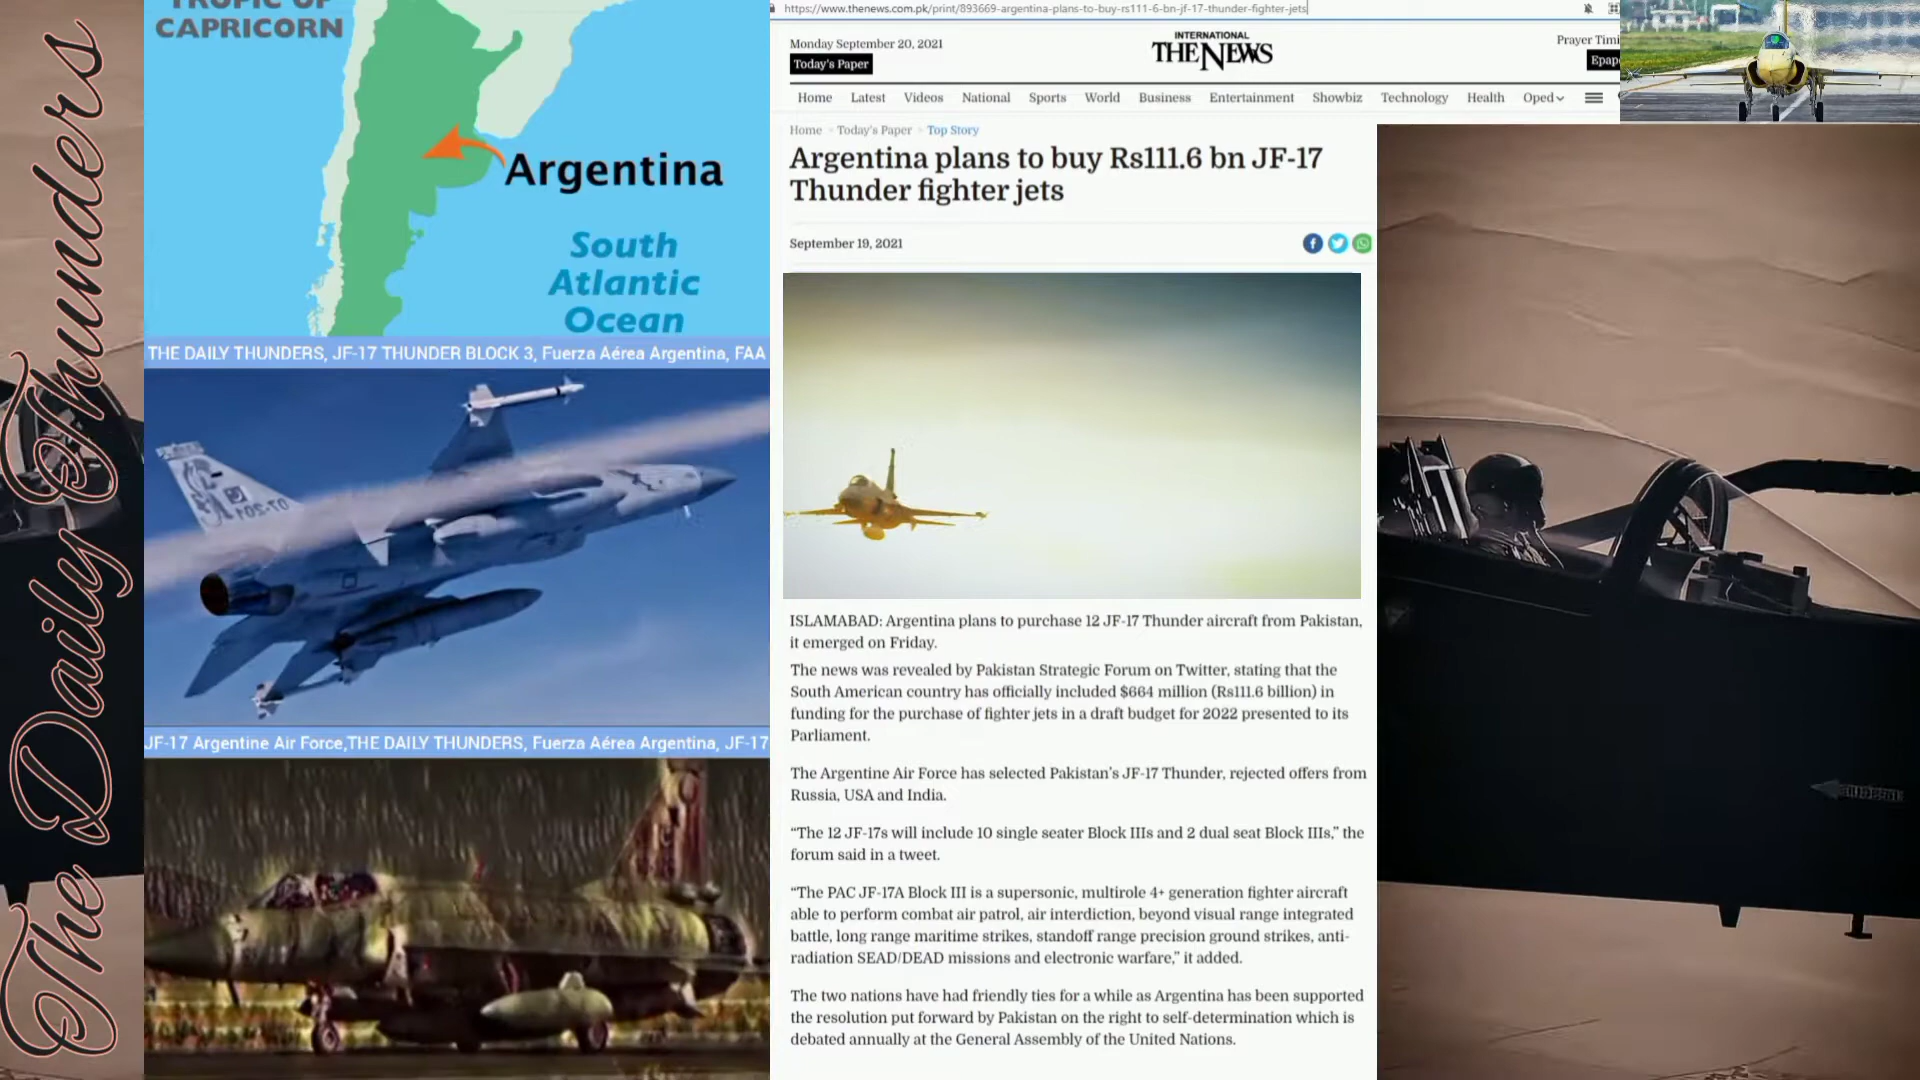 The Daily Thunders
TROPIC OF
CAPRICORN
Argentina
South
Atlantic
Ocean
THE DAILY THUNDERS, JF-17 THUNDER BLOCK 3, Fuerza Aérea Argentina, FAA
JF-17 Argentine Air Force,THE DAILY THUNDERS, Fuerza Aérea Argentina, JF-17
https://www.thenews.com.pk/print/893669-argentina-plans-to-buy-rs111-6-bn-jf-17-thunder-fighter-jets
Monday September 20, 2021
Today's Paper
INTERNATIONAL
THE NEWS
Prayer Timi
Epap
Home Latest Videos National Sports World Business Entertainment Showbiz Technology Health Oped
Home Today's Paper Top Story
Argentina plans to buy Rs111.6 bn JF-17
Thunder fighter jets
September 19, 2021
ISLAMABAD: Argentina plans to purchase 12 JF-17 Thunder aircraft from Pakistan,
it emerged on Friday.
The news was revealed by Pakistan Strategic Forum on Twitter, stating that the
South American country has officially included $664 million (Rs111.6 billion) in
funding for the purchase of fighter jets in a draft budget for 2022 presented to its
Parliament.
The Argentine Air Force has selected Pakistan’s JF-17 Thunder, rejected offers from
Russia, USA and India.
“The 12 JF-17s will include 10 single seater Block IIIs and 2 dual seat Block IIIs,” the
forum said in a tweet.
“The PAC JF-17A Block III is a supersonic, multirole 4+ generation fighter aircraft
able to perform combat air patrol, air interdiction, beyond visual range integrated
battle, long range maritime strikes, standoff range precision ground strikes, anti-
radiation SEAD/DEAD missions and electronic warfare,” it added.
The two nations have had friendly ties for a while as Argentina has been supported
the resolution put forward by Pakistan on the right to self-determination which is
debated annually at the General Assembly of the United Nations.